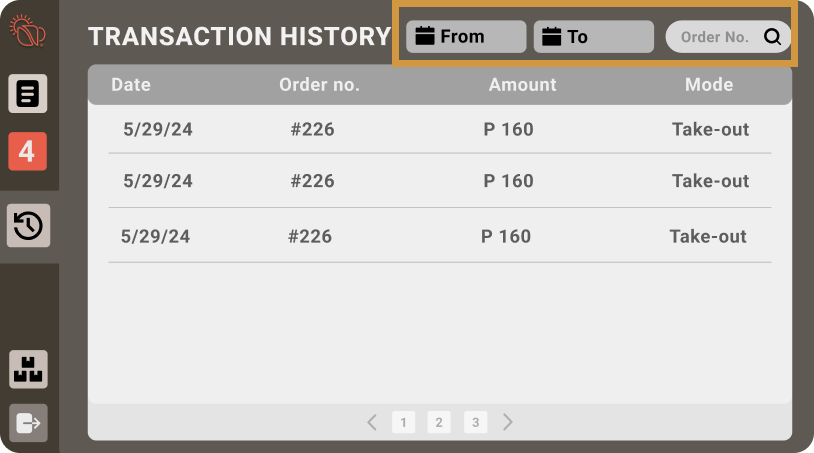 TRANSACTION HISTORY From To Order No.
Date Order no. Amount Mode
4
5/29/24 #226 P 160 Take-out
5/29/24 #226 P 160 Take-out
5/29/24 #226 P 160 Take-out
1 2 3